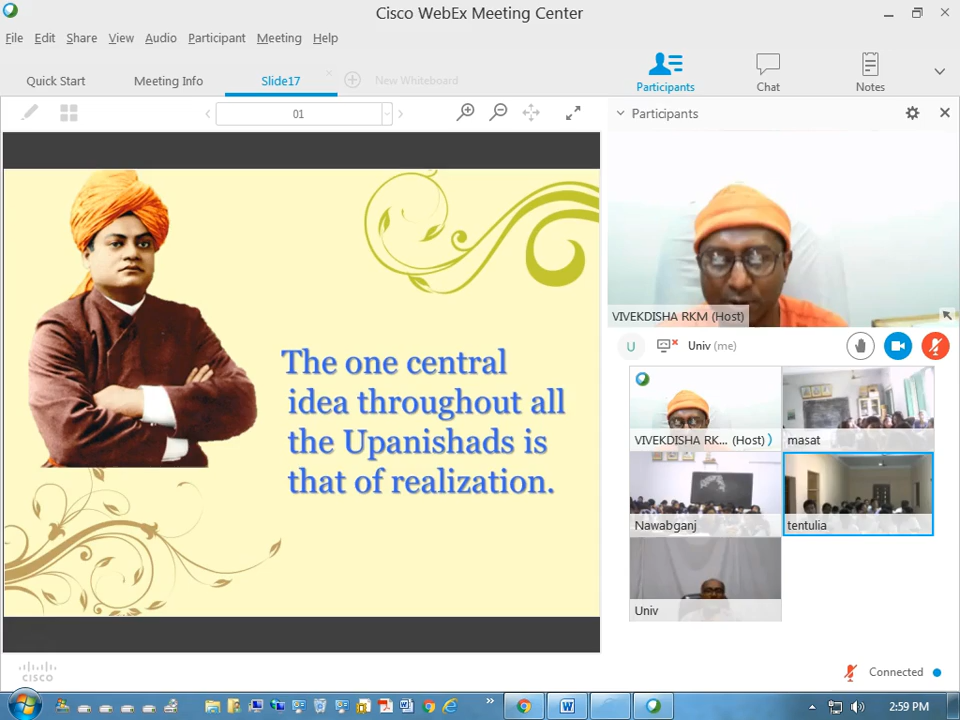 Cisco WebEx Meeting Center
File Edit Share View Audio Participant Meeting Help
Quick Start Meeting Info Slide17 New Whiteboard
Participants Chat Notes
01
Participants
The one central
idea throughout all
the Upanishads is
that of realization.
VIVEKDISHA RKM (Host)
U Univ (me)
VIVEKDISHA RK... (Host)
masat
Nawabganj
tentulia
Univ
cisco
Connected
2:59 PM